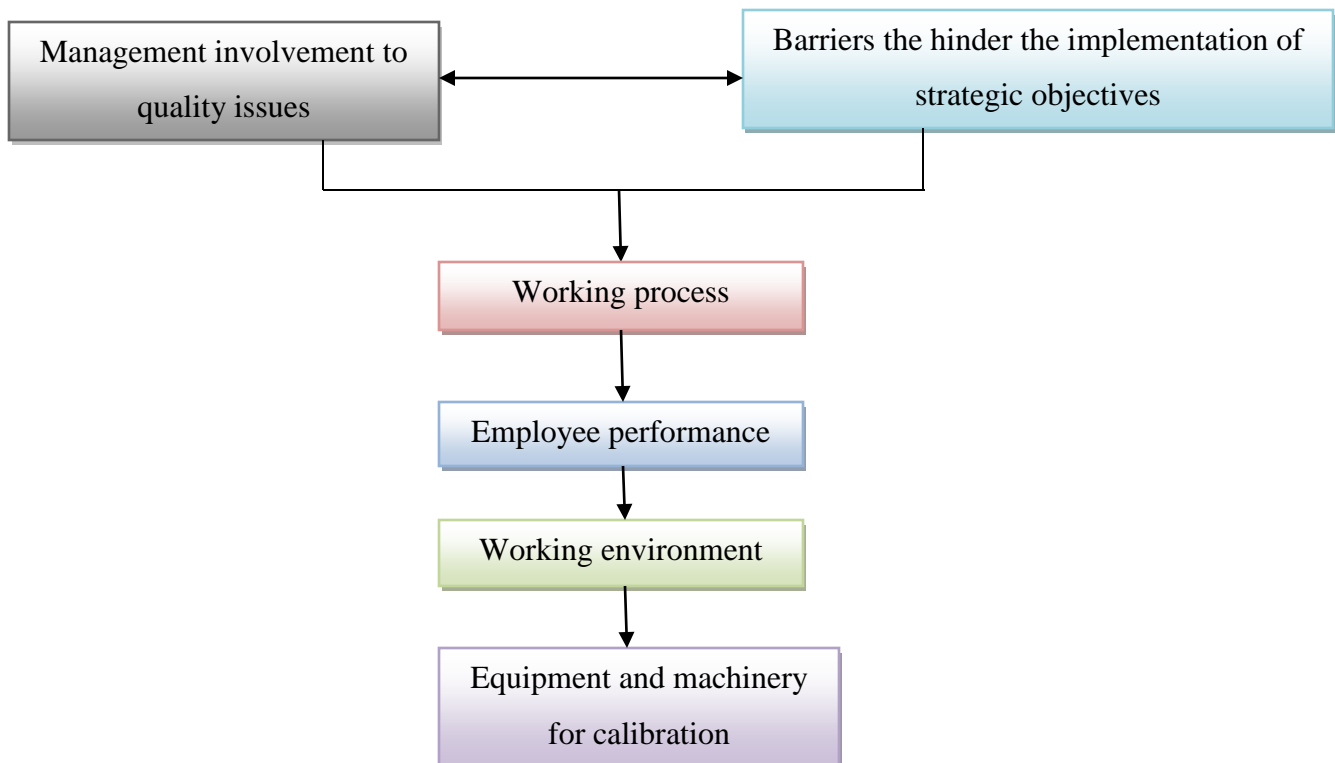 Management involvement to
quality issues
Barriers the hinder the implementation of
strategic objectives
Working process
Employee performance
Working environment
Equipment and machinery
for calibration